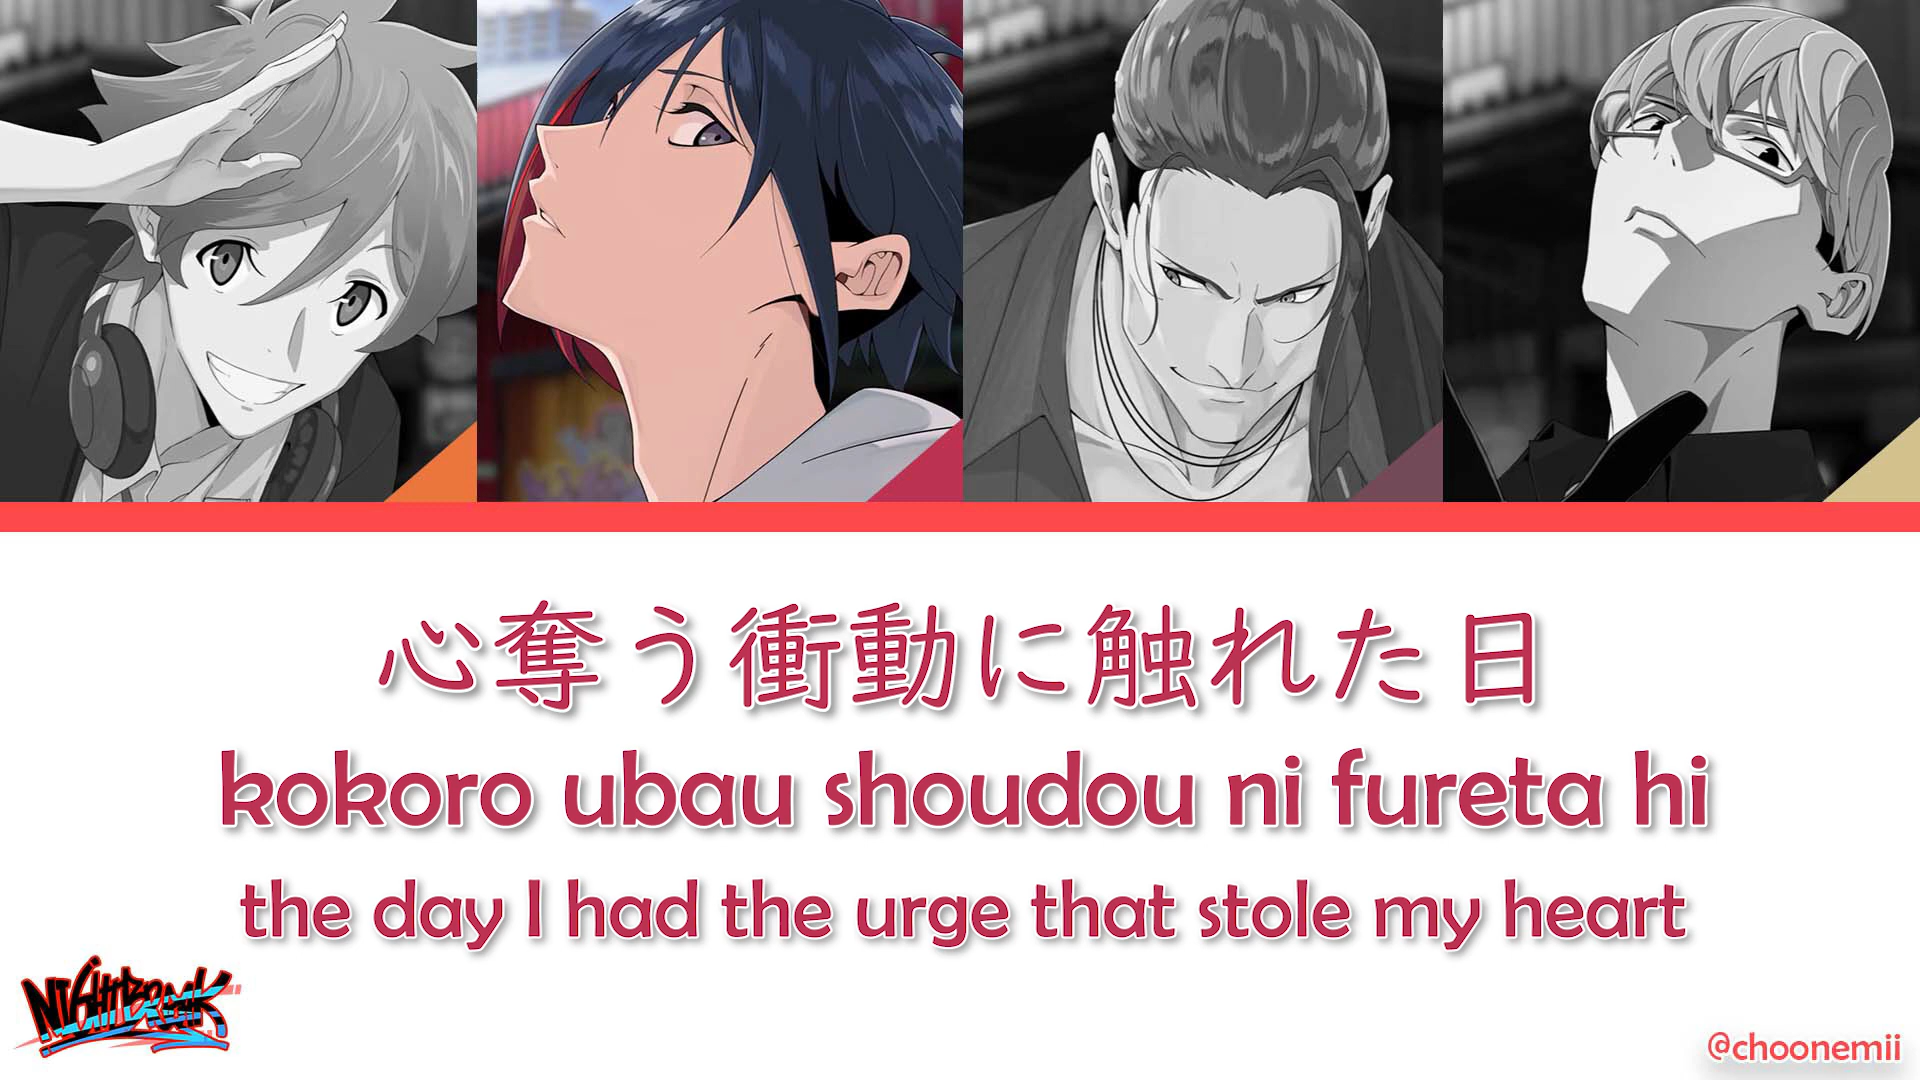 心奪う衝動に触れた日
kokoro ubau shoudou ni fureta hi
the day I had the urge that stole my heart
NIGHTBREAK
@choonemii